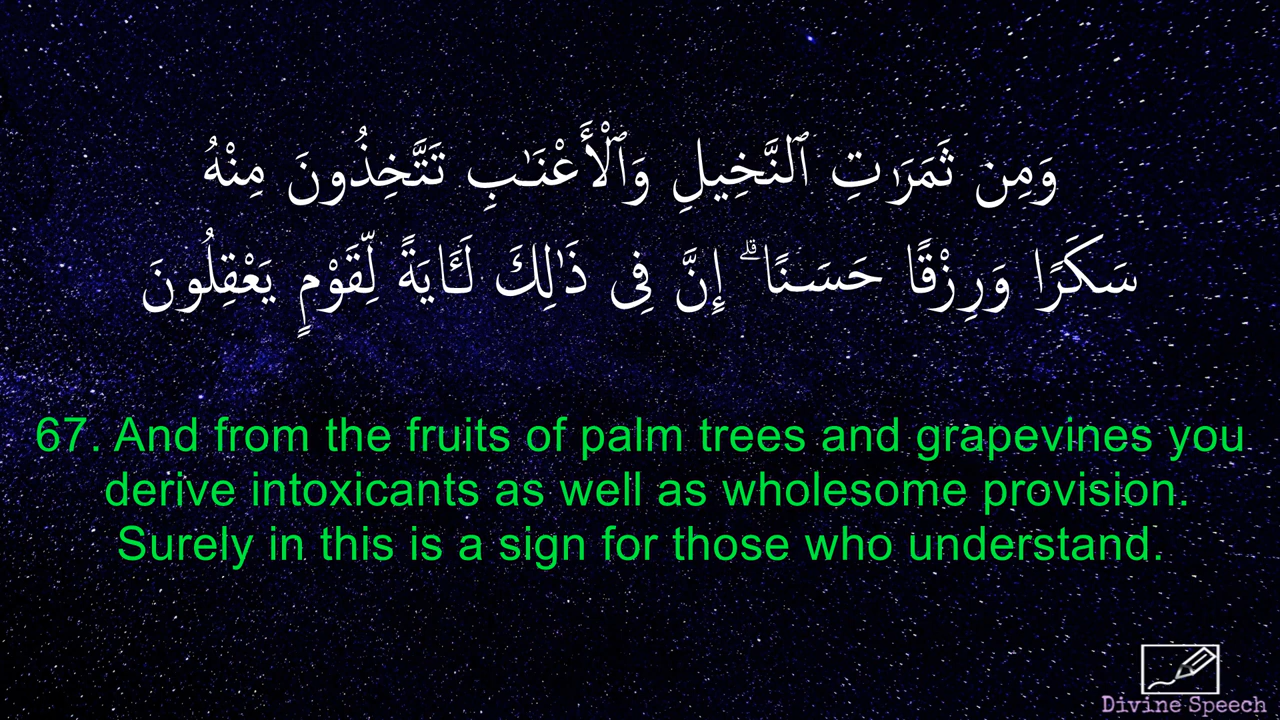 وَمِن ثَمَرَٰتِ ٱلنَّخِيلِ وَٱلْأَعْنَـٰبِ تَتَّخِذُونَ مِنْهُ
سَكَرًا وَرِزْقًا حَسَنًا ۗ إِنَّ فِى ذَٰلِكَ لَـَٔايَةً لِّقَوْمٍ يَعْقِلُونَ
67. And from the fruits of palm trees and grapevines you
derive intoxicants as well as wholesome provision.
Surely in this is a sign for those who understand.
Divine Speech